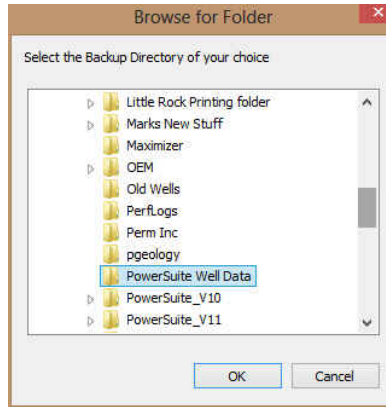 Browse for Folder
Select the Backup Directory of your choice
Little Rock Printing folder
Marks New Stuff
Maximizer
OEM
Old Wells
PerfLogs
Perm Inc
pgeology
PowerSuite Well Data
PowerSuite_V10
PowerSuite_V11
OK Cancel